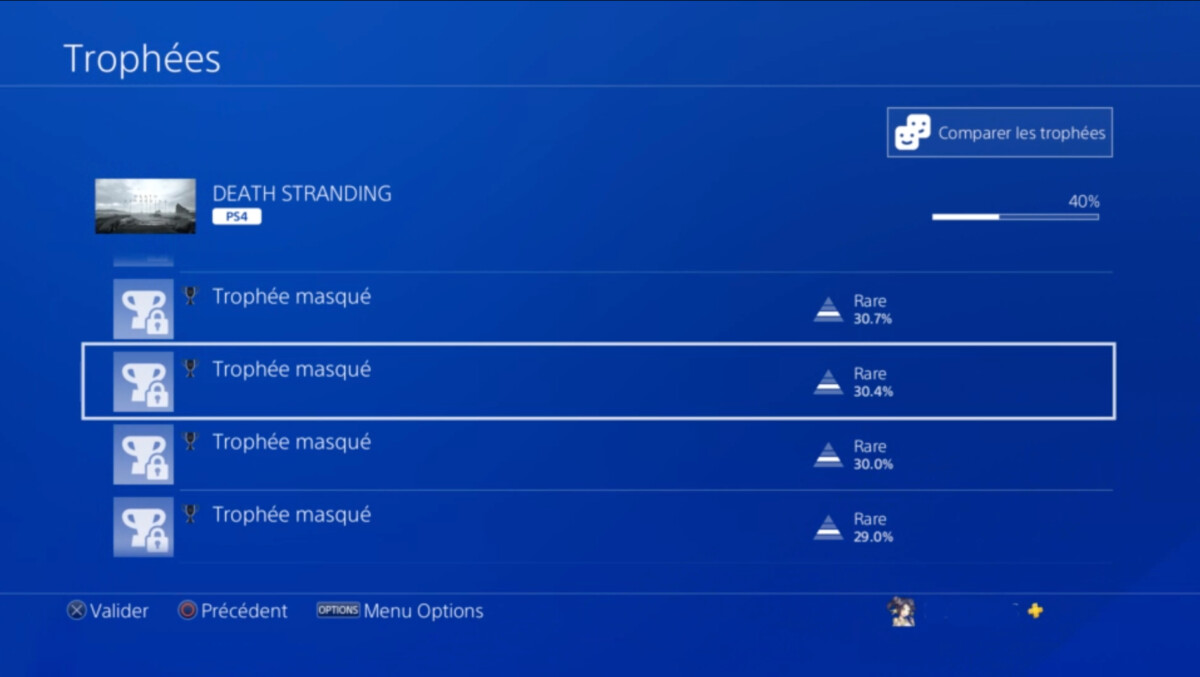 Trophées
Comparer les trophées
DEATH STRANDING
PS4
40%
Trophée masqué
Rare
30.7%
Trophée masqué
Rare
30.4%
Trophée masqué
Rare
30.0%
Trophée masqué
Rare
29.0%
Valider Précédent OPTIONS Menu Options